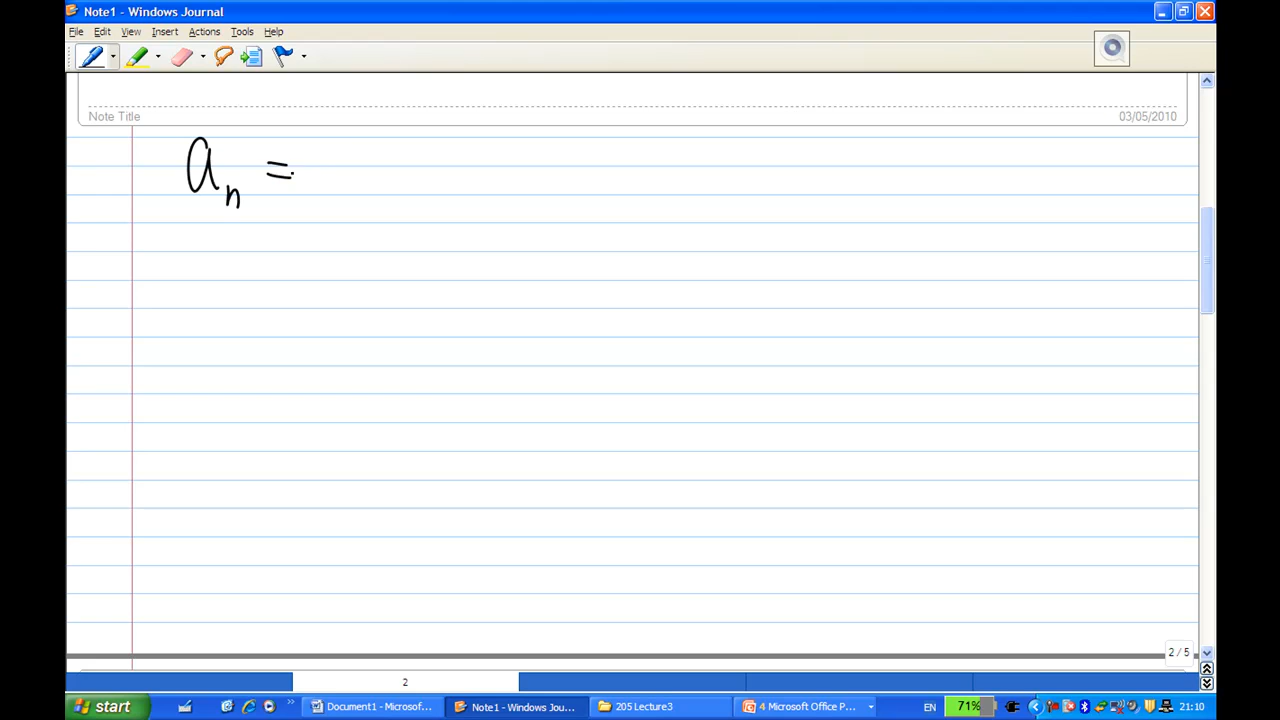 Note1 - Windows Journal
File Edit View Insert Actions Tools Help
Note Title 03/05/2010
aₙ =
2 / 5
2
start Document1 - Microsof... Note1 - Windows Jou... 205 Lecture3 4 Microsoft Office P... EN 71% 21:10